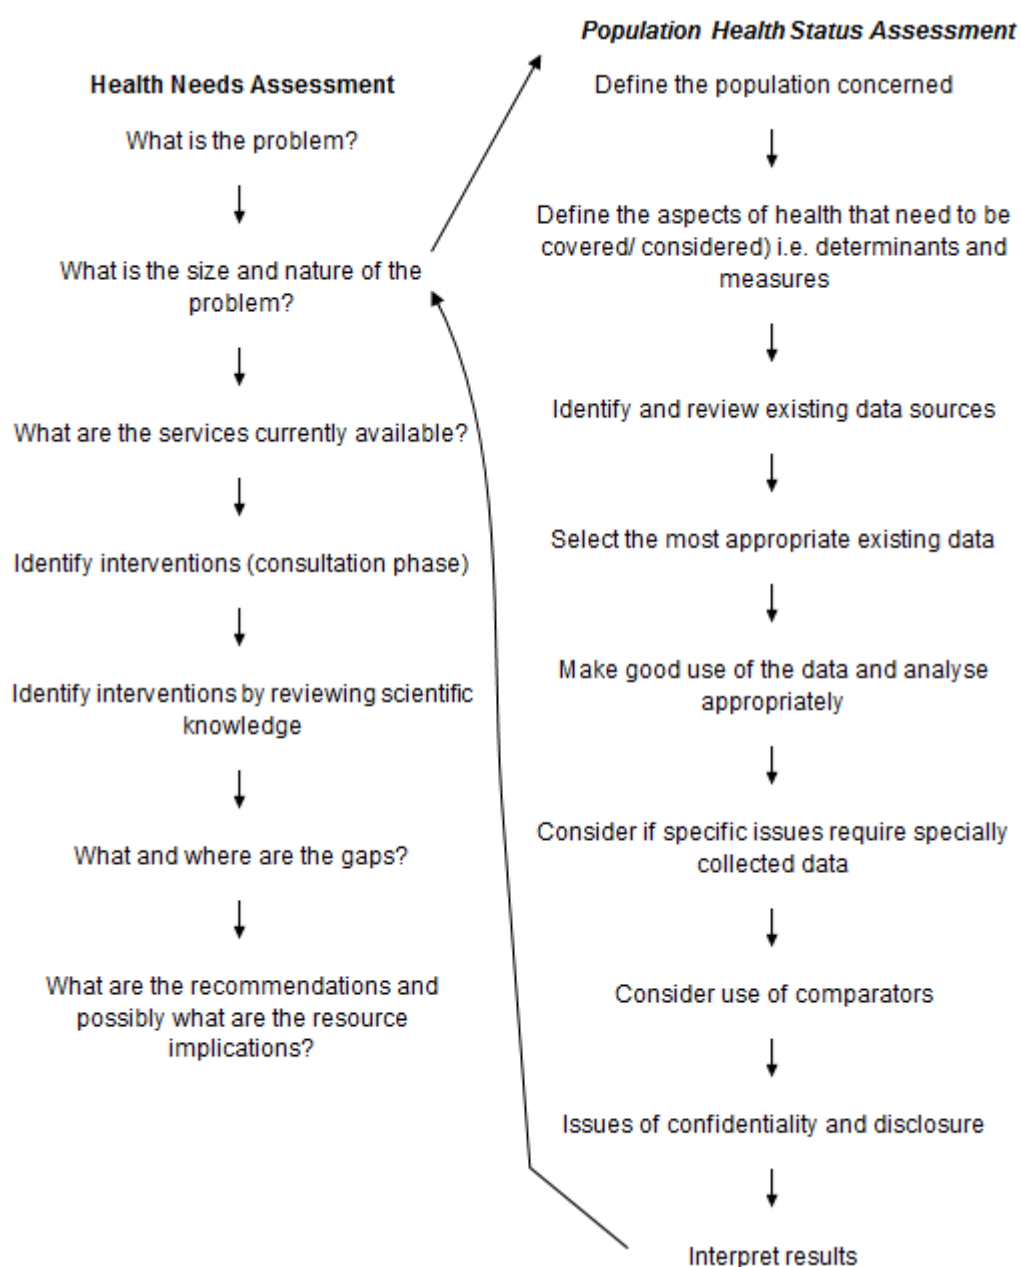 Health Needs Assessment
What is the problem?
What is the size and nature of the
problem?
What are the services currently available?
Identify interventions (consultation phase)
Identify interventions by reviewing scientific
knowledge
What and where are the gaps?
What are the recommendations and
possibly what are the resource
implications?
Population Health Status Assessment
Define the population concerned
Define the aspects of health that need to be
covered/ considered) i.e. determinants and
measures
Identify and review existing data sources
Select the most appropriate existing data
Make good use of the data and analyse
appropriately
Consider if specific issues require specially
collected data
Consider use of comparators
Issues of confidentiality and disclosure
Interpret results